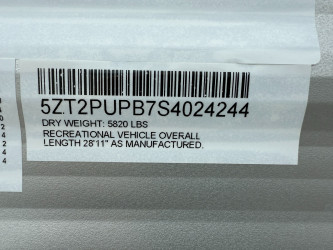 5ZT2PUPB7S4024244
DRY WEIGHT: 5820 LBS
RECREATIONAL VEHICLE OVERALL
LENGTH 28'11" AS MANUFACTURED.